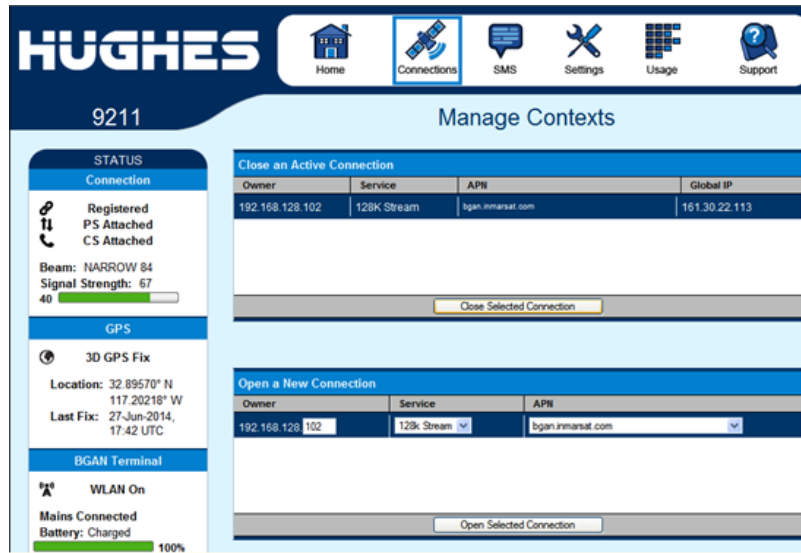 HUGHES
Home
Connections
SMS
Settings
Usage
Support
9211
Manage Contexts
STATUS
Connection
Registered
PS Attached
CS Attached
Beam: NARROW 84
Signal Strength: 67
40
GPS
3D GPS Fix
Location: 32.89570° N
117.20218° W
Last Fix: 27-Jun-2014,
17:42 UTC
BGAN Terminal
WLAN On
Mains Connected
Battery: Charged
100%
Close an Active Connection
Owner Service APN Global IP
192.168.128.102 128K Stream bgan.inmarsat.com 161.30.22.113
Close Selected Connection
Open a New Connection
Owner Service APN
192.168.128. 102 128k Stream bgan.inmarsat.com
Open Selected Connection